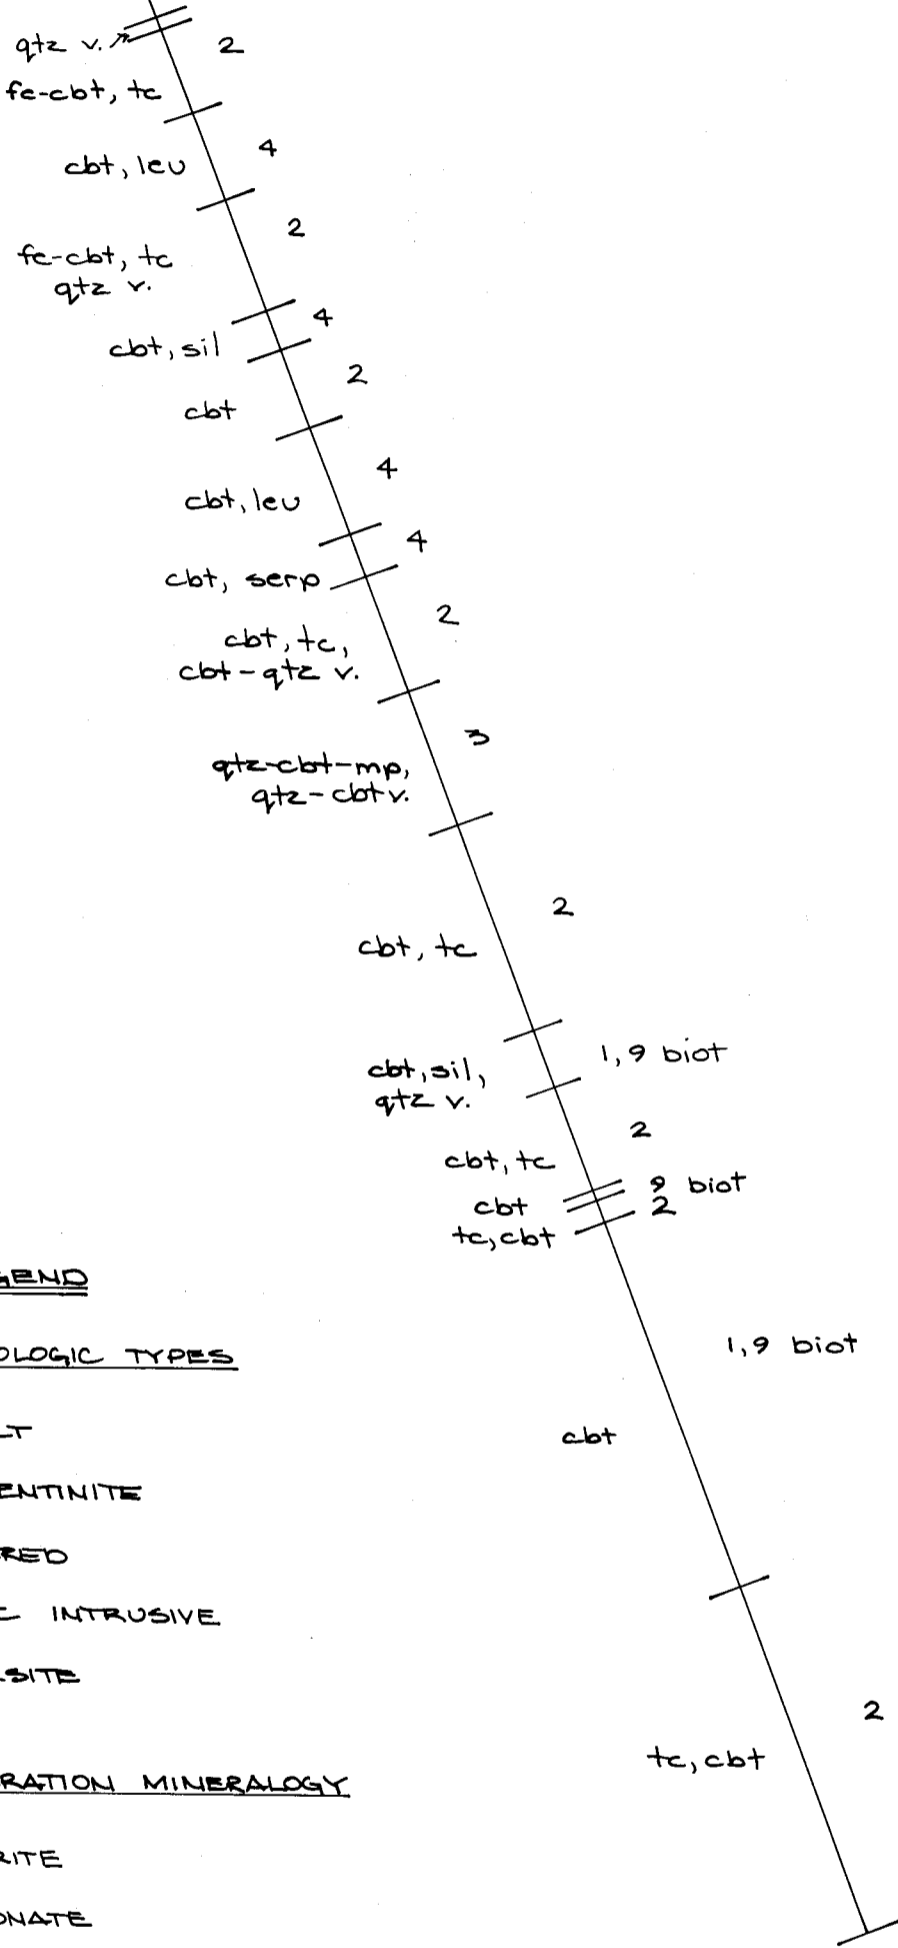 qtz v.
2
fe-cbt, tc
4
cbt, leu
2
fe-cbt, tc
qtz v.
4
cbt, sil
2
cbt
4
cbt, leu
4
cbt, serp
2
cbt, tc,
cbt-qtz v.
3
qtz-cbt-mp,
qtz-cbt v.
2
cbt, tc
1,9 biot
cbt, sil,
qtz v.
2
cbt, tc
9 biot
cbt
2
tc, cbt
GEND
OLOGIC TYPES
1,9 biot
LT
cbt
ENTINITE
RED
C INTRUSIVE
SITE
2
tc, cbt
RATION MINERALOGY
RITE
ONATE